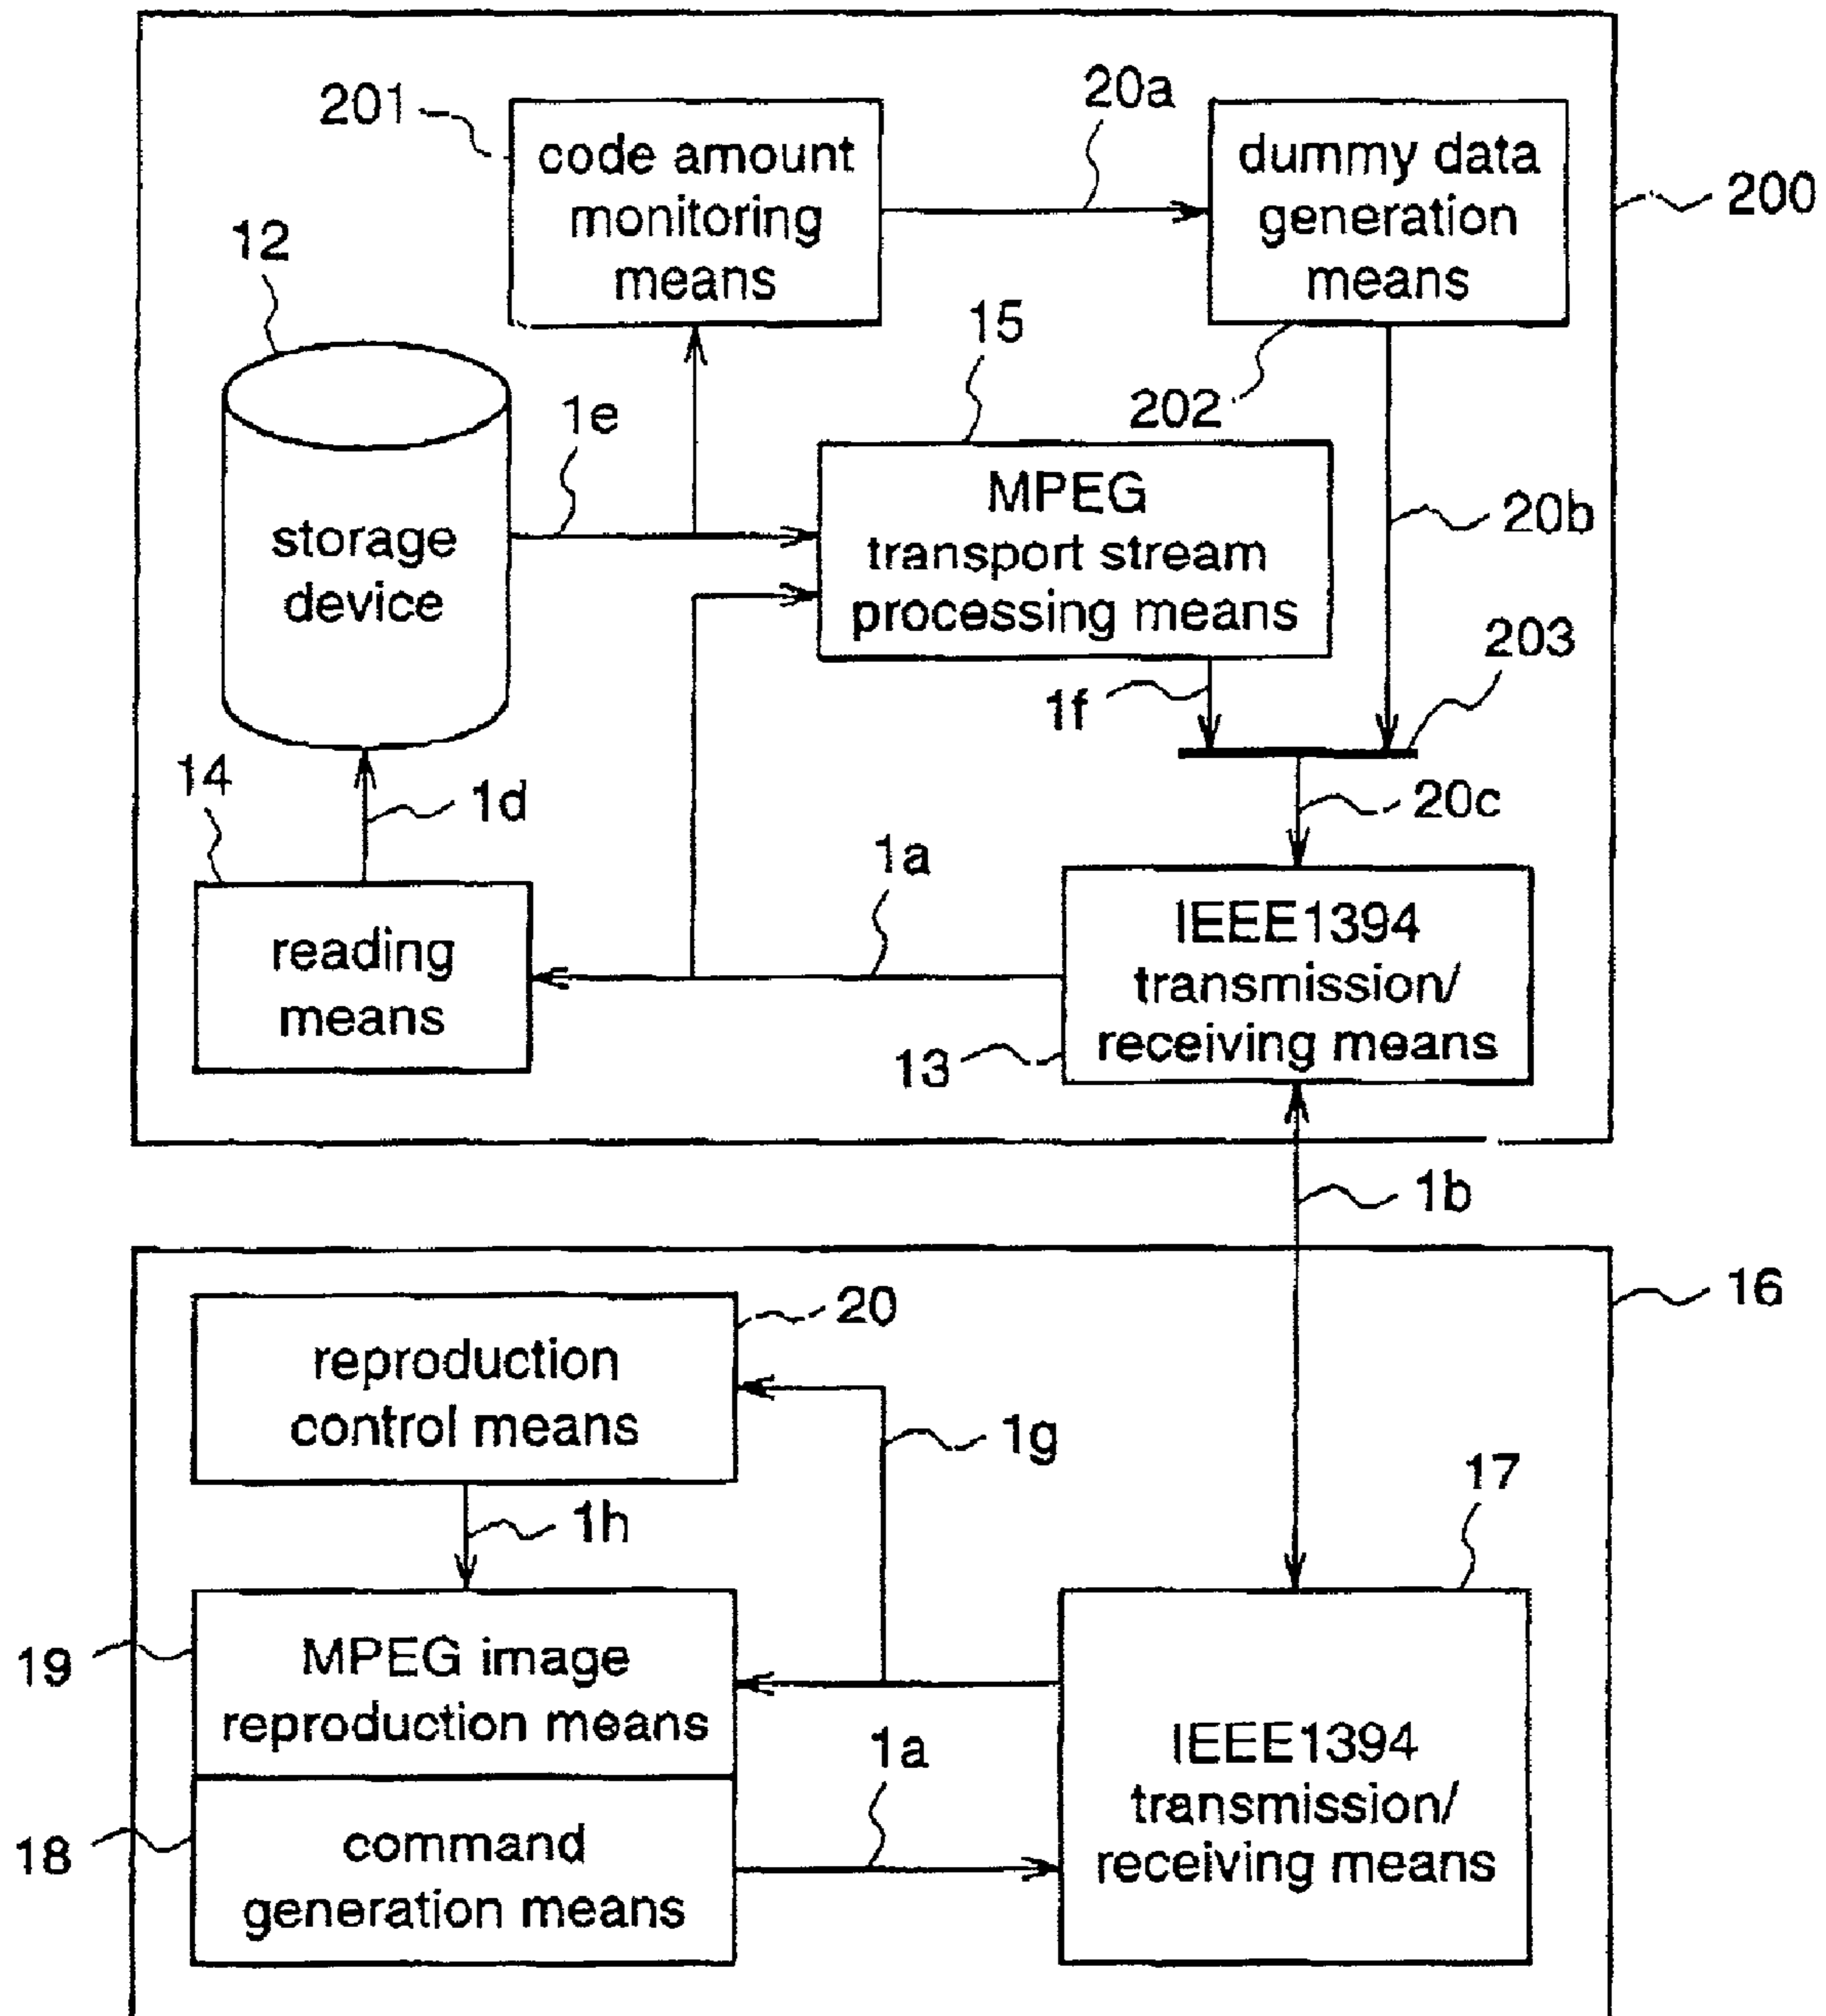 201
code amount
monitoring
means
20a
dummy data
generation
means
200
12
15
202
1e
storage
device
MPEG
transport stream
processing means
20b
203
1f
14
1d
20c
1a
reading
means
IEEE1394
transmission/
receiving means
13
1b
16
20
reproduction
control means
1g
17
1h
19
MPEG image
reproduction means
1a
IEEE1394
transmission/
receiving means
18
command
generation means